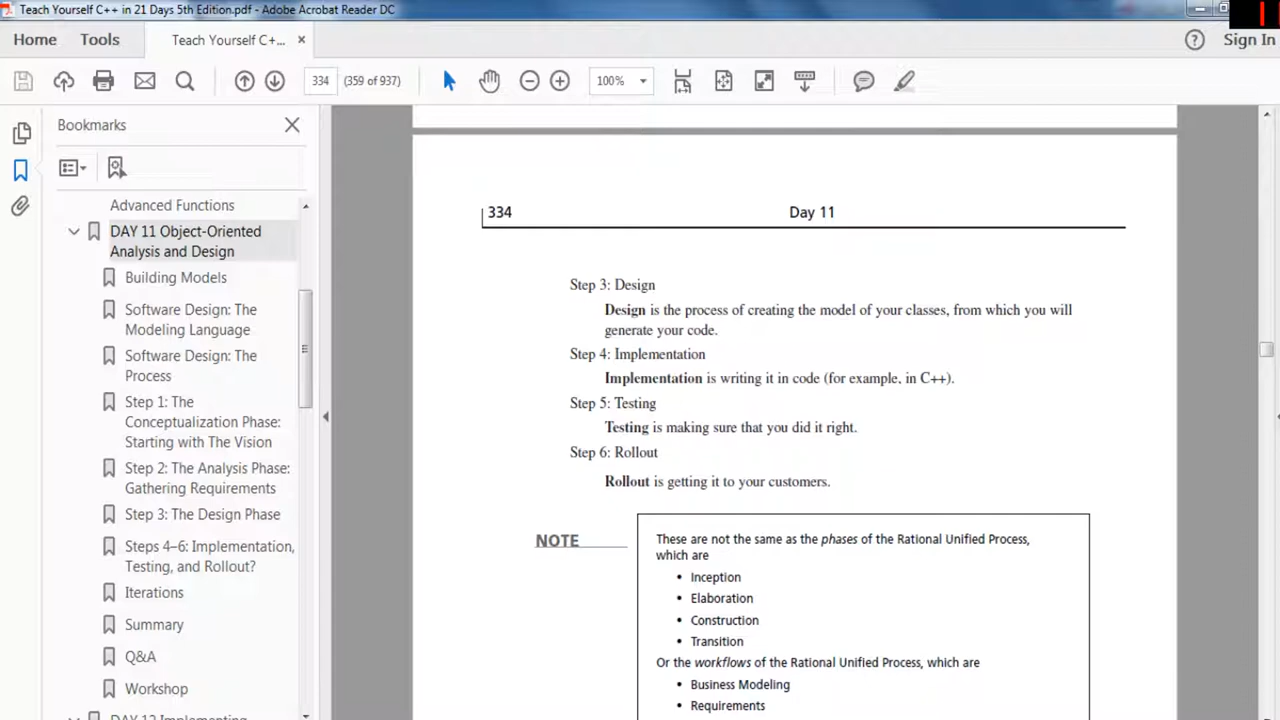 Teach Yourself C++ in 21 Days 5th Edition.pdf - Adobe Acrobat Reader DC
Home
Tools
Teach Yourself C+...
Sign In
334
(359 of 937)
100%
Bookmarks
Advanced Functions
DAY 11 Object-Oriented
Analysis and Design
Building Models
Software Design: The
Modeling Language
Software Design: The
Process
Step 1: The
Conceptualization Phase:
Starting with The Vision
Step 2: The Analysis Phase:
Gathering Requirements
Step 3: The Design Phase
Steps 4–6: Implementation,
Testing, and Rollout?
Iterations
Summary
Q&A
Workshop
DAY 12 Implementing
334
Day 11
Step 3: Design
Design is the process of creating the model of your classes, from which you will
generate your code.
Step 4: Implementation
Implementation is writing it in code (for example, in C++).
Step 5: Testing
Testing is making sure that you did it right.
Step 6: Rollout
Rollout is getting it to your customers.
NOTE
These are not the same as the phases of the Rational Unified Process,
which are
• Inception
• Elaboration
• Construction
• Transition
Or the workflows of the Rational Unified Process, which are
• Business Modeling
• Requirements